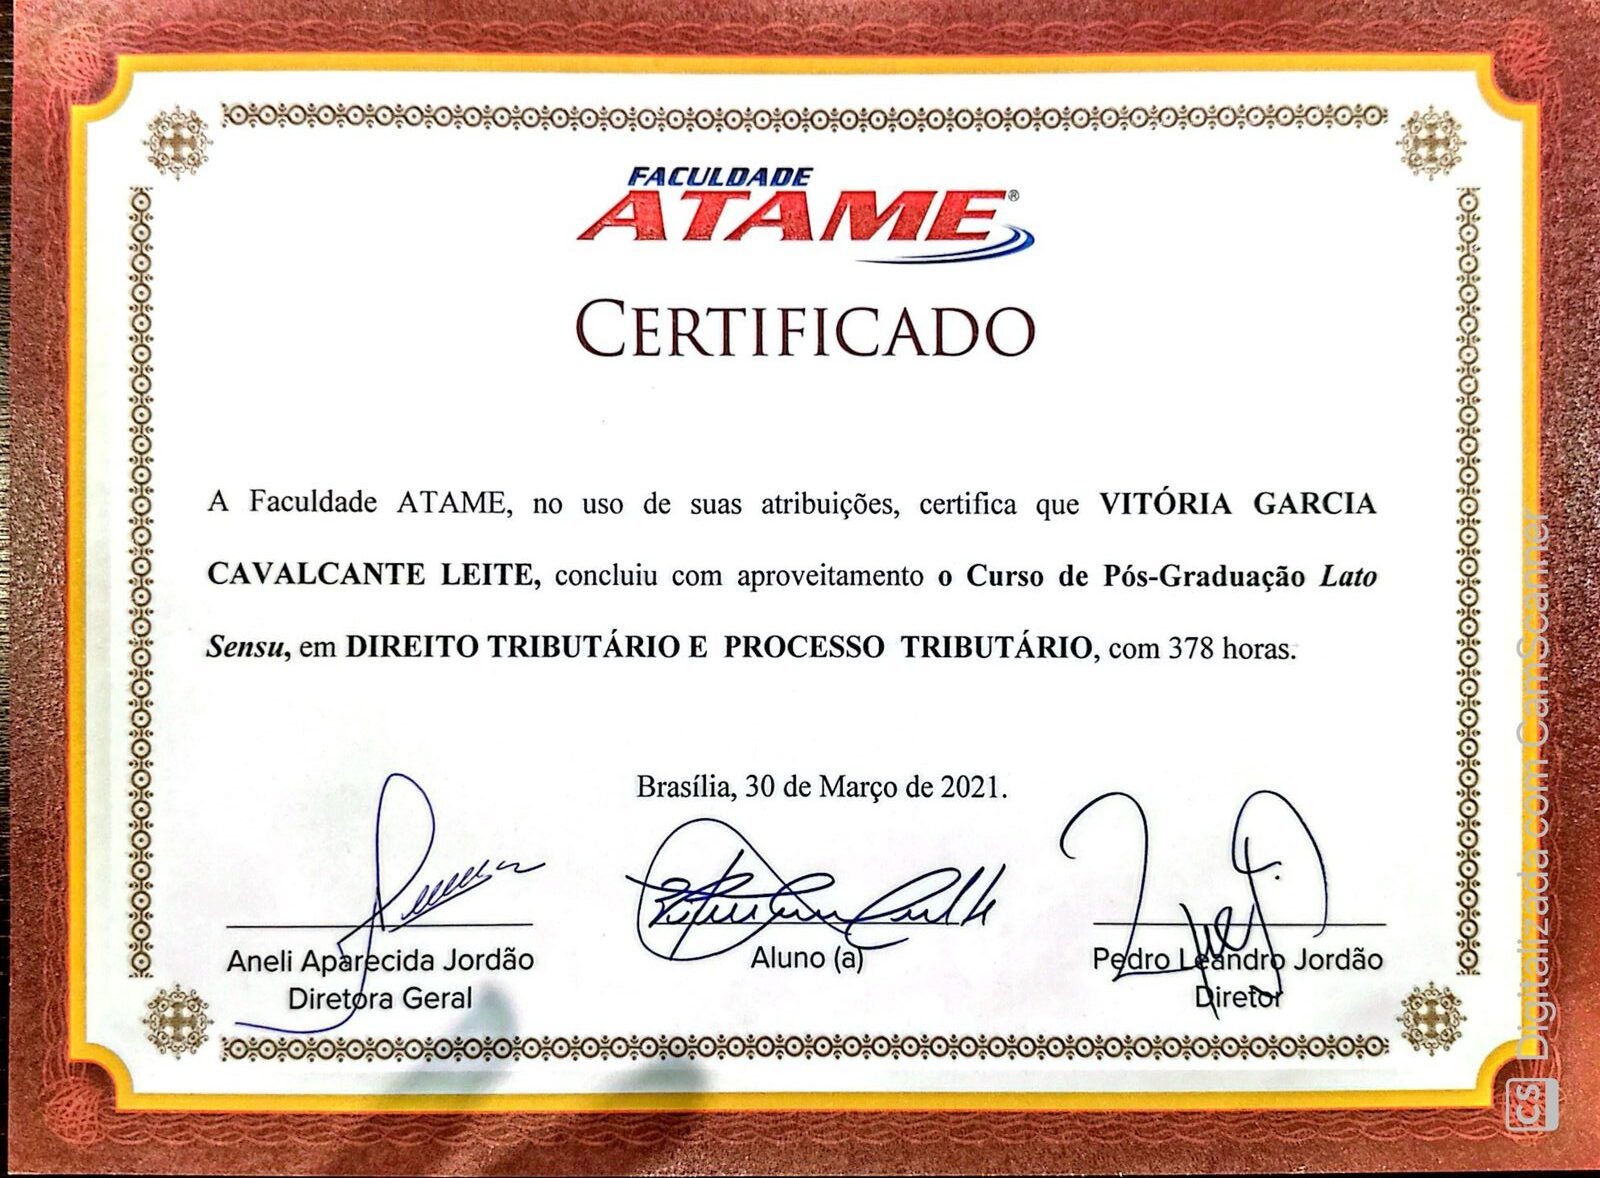 FACULDADE
ATAME®
CERTIFICADO
A Faculdade ATAME, no uso de suas atribuições, certifica que VITÓRIA GARCIA
CAVALCANTE LEITE, concluiu com aproveitamento o Curso de Pós-Graduação Lato
Sensu, em DIREITO TRIBUTÁRIO E PROCESSO TRIBUTÁRIO, com 378 horas.
Brasília, 30 de Março de 2021.
Aneli Aparecida Jordão
Diretora Geral
Aluno (a)
Pedro Leandro Jordão
Diretor
CS Digitalizada com CamScanner